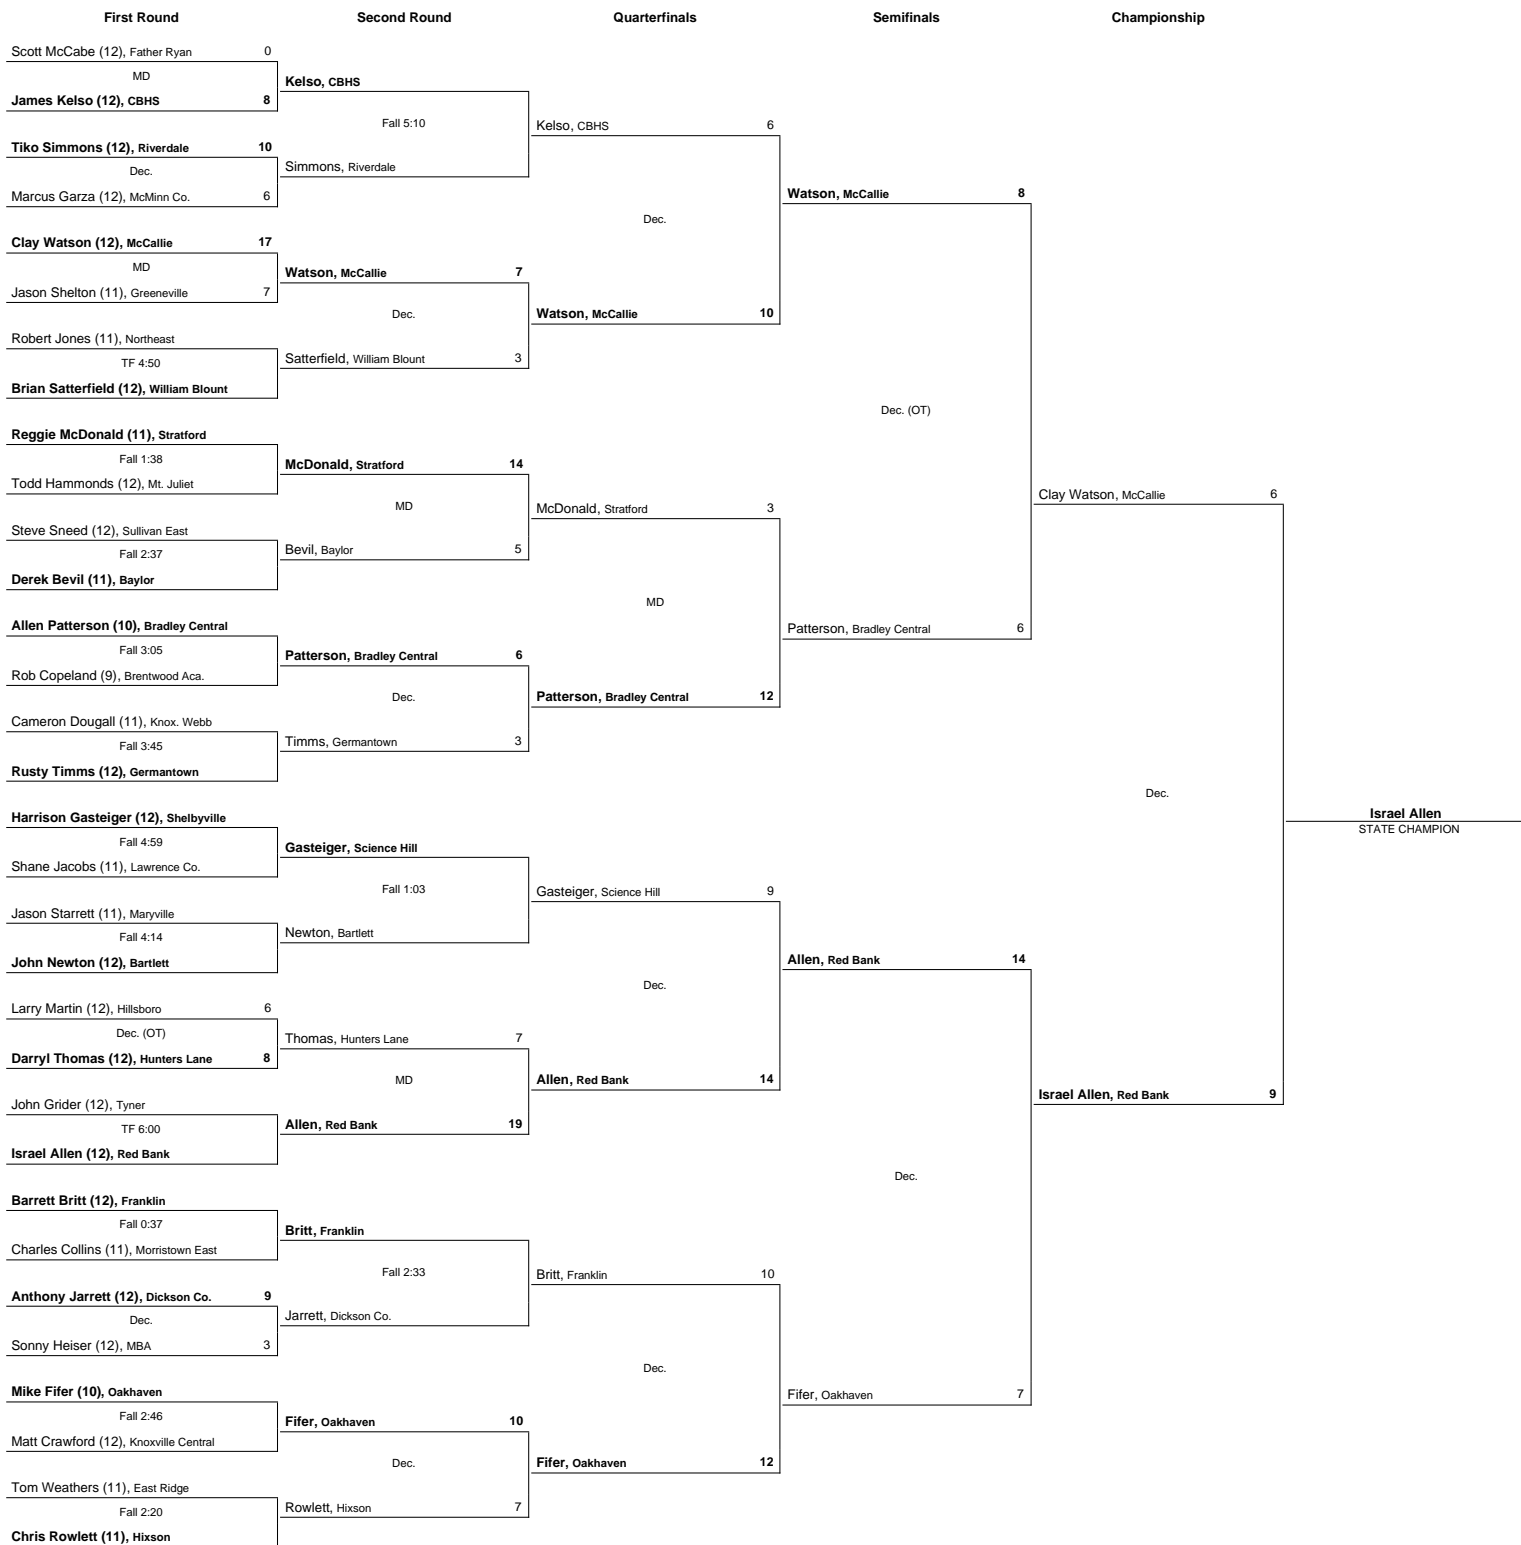 First Round
Second Round
Quarterfinals
Semifinals
Championship
Scott McCabe (12), Father Ryan 0
MD
James Kelso (12), CBHS 8
Tiko Simmons (12), Riverdale 10
Dec.
Marcus Garza (12), McMinn Co. 6
Clay Watson (12), McCallie 17
MD
Jason Shelton (11), Greeneville 7
Robert Jones (11), Northeast
TF 4:50
Brian Satterfield (12), William Blount
Reggie McDonald (11), Stratford
Fall 1:38
Todd Hammonds (12), Mt. Juliet
Steve Sneed (12), Sullivan East
Fall 2:37
Derek Bevil (11), Baylor
Allen Patterson (10), Bradley Central
Fall 3:05
Rob Copeland (9), Brentwood Aca.
Cameron Dougall (11), Knox. Webb
Fall 3:45
Rusty Timms (12), Germantown
Harrison Gasteiger (12), Shelbyville
Fall 4:59
Shane Jacobs (11), Lawrence Co.
Jason Starrett (11), Maryville
Fall 4:14
John Newton (12), Bartlett
Larry Martin (12), Hillsboro 6
Dec. (OT)
Darryl Thomas (12), Hunters Lane 8
John Grider (12), Tyner
TF 6:00
Israel Allen (12), Red Bank
Barrett Britt (12), Franklin
Fall 0:37
Charles Collins (11), Morristown East
Anthony Jarrett (12), Dickson Co. 9
Dec.
Sonny Heiser (12), MBA 3
Mike Fifer (10), Oakhaven
Fall 2:46
Matt Crawford (12), Knoxville Central
Tom Weathers (11), East Ridge
Fall 2:20
Chris Rowlett (11), Hixson
Kelso, CBHS
Fall 5:10
Simmons, Riverdale
Watson, McCallie 7
Dec.
Satterfield, William Blount 3
McDonald, Stratford 14
MD
Bevil, Baylor 5
Patterson, Bradley Central 6
Dec.
Timms, Germantown 3
Gasteiger, Science Hill
Fall 1:03
Newton, Bartlett
Thomas, Hunters Lane 7
MD
Allen, Red Bank 19
Britt, Franklin
Fall 2:33
Jarrett, Dickson Co.
Fifer, Oakhaven 10
Dec.
Rowlett, Hixson 7
Kelso, CBHS 6
Dec.
Watson, McCallie 10
McDonald, Stratford 3
MD
Patterson, Bradley Central 12
Gasteiger, Science Hill 9
Dec.
Allen, Red Bank 14
Britt, Franklin 10
Dec.
Fifer, Oakhaven 12
Watson, McCallie 8
Dec. (OT)
Patterson, Bradley Central 6
Allen, Red Bank 14
Dec.
Fifer, Oakhaven 7
Clay Watson, McCallie 6
Dec.
Israel Allen, Red Bank 9
Israel Allen
STATE CHAMPION